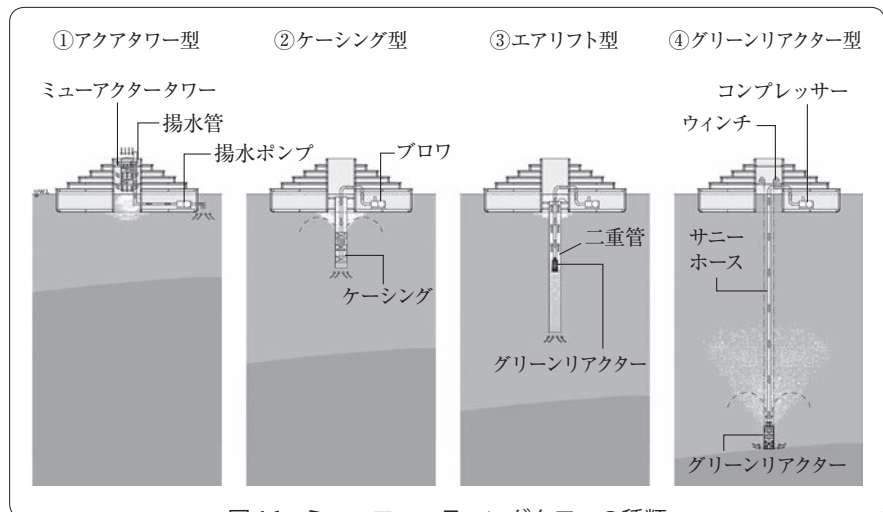 ①アクアタワー型
②ケーシング型
③エアリフト型
④グリーンリアクター型
ミューアクタータワー
揚水管
揚水ポンプ
ブロワ
ケーシング
二重管
グリーンリアクター
コンプレッサー
ウィンチ
サニー
ホース
グリーンリアクター